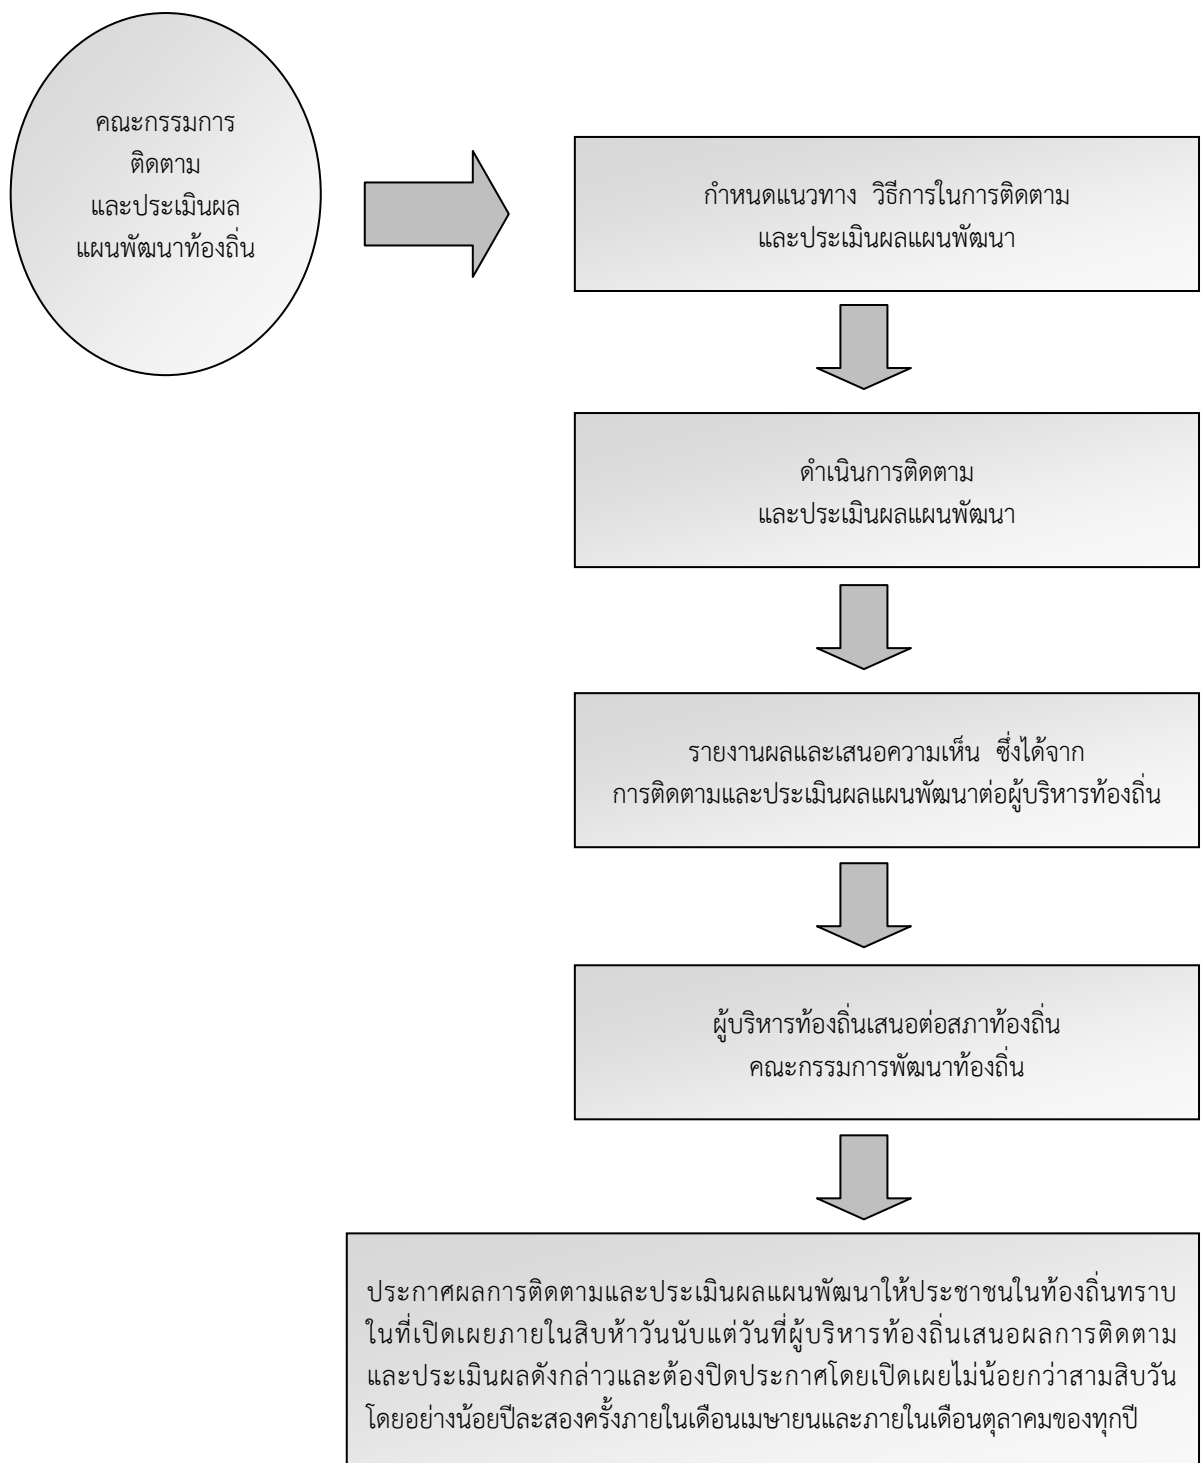 คณะกรรมการ
ติดตาม
และประเมินผล
แผนพัฒนาท้องถิ่น
กำหนดแนวทาง วิธีการในการติดตาม
และประเมินผลแผนพัฒนา
ดำเนินการติดตาม
และประเมินผลแผนพัฒนา
รายงานผลและเสนอความเห็น ซึ่งได้จาก
การติดตามและประเมินผลแผนพัฒนาต่อผู้บริหารท้องถิ่น
ผู้บริหารท้องถิ่นเสนอต่อสภาท้องถิ่น
คณะกรรมการพัฒนาท้องถิ่น
ประกาศผลการติดตามและประเมินผลแผนพัฒนาให้ประชาชนในท้องถิ่นทราบ
ในที่เปิดเผยภายในสิบห้าวันนับแต่วันที่ผู้บริหารท้องถิ่นเสนอผลการติดตาม
และประเมินผลดังกล่าวและต้องปิดประกาศโดยเปิดเผยไม่น้อยกว่าสามสิบวัน
โดยอย่างน้อยปีละสองครั้งภายในเดือนเมษายนและภายในเดือนตุลาคมของทุกปี